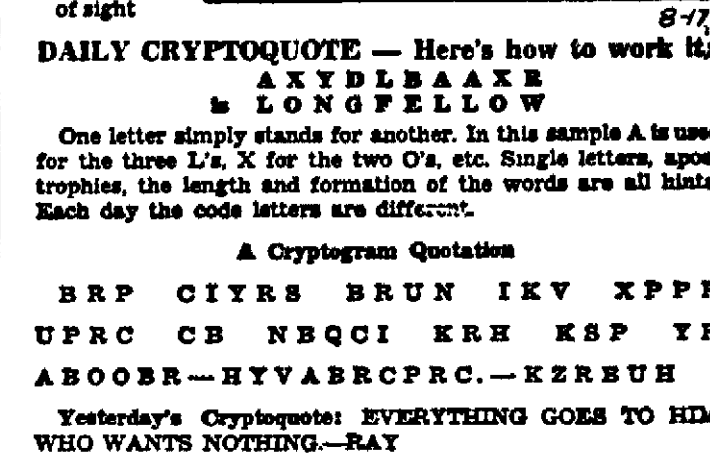 of sight
8-17
DAILY CRYPTOQUOTE — Here's how to work it:
A X Y D L B A A X R
is L O N G F E L L O W
One letter simply stands for another. In this sample A is
for the three L's, X for the two O's, etc. Single letters,
trophies, the length and formation of the words are all hints
Each day the code letters are different.
A Cryptogram Quotation
B R P C I Y R S B R U N I K V X P P
U P R C C B N B Q C I K R H K S P Y
A B O O B R — H Y V A B R C P R C . — K Z R B U H
Yesterday's Cryptoquote: EVERYTHING GOES TO
WHO WANTS NOTHING.—RAY